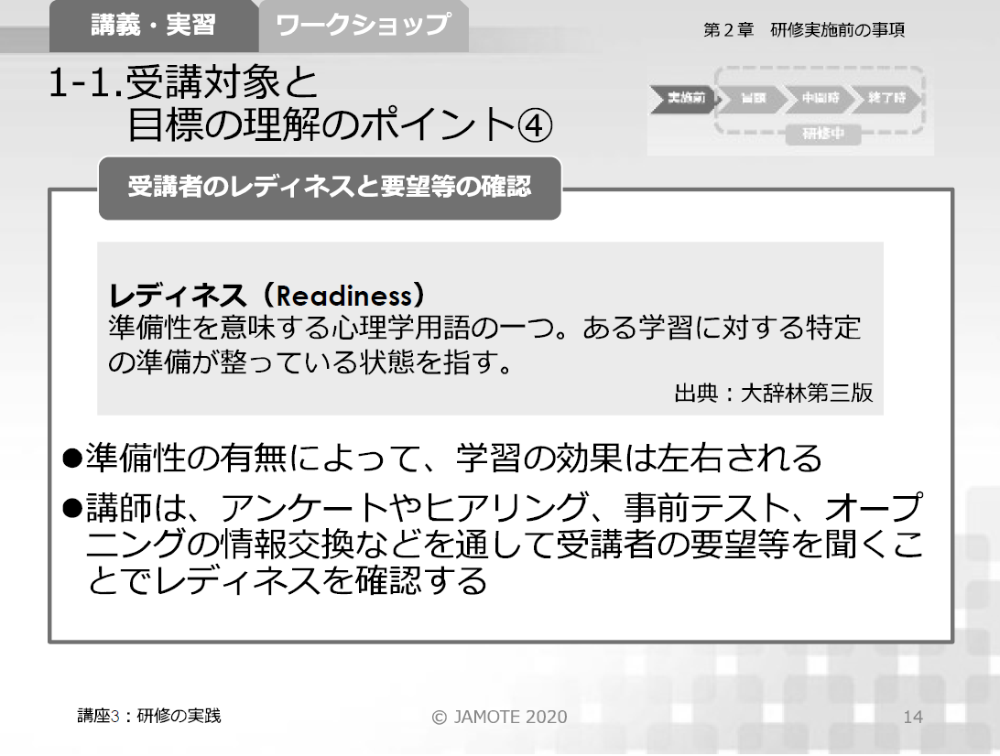 講義・実習
ワークショップ
第２章　研修実施前の事項
1-1.受講対象と
目標の理解のポイント④
実施前
冒頭
中間時
終了時
研修中
受講者のレディネスと要望等の確認
レディネス（Readiness）
準備性を意味する心理学用語の一つ。ある学習に対する特定
の準備が整っている状態を指す。
出典：大辞林第三版
●準備性の有無によって、学習の効果は左右される
●講師は、アンケートやヒアリング、事前テスト、オープ
ニングの情報交換などを通して受講者の要望等を聞くこ
とでレディネスを確認する
講座3：研修の実践
© JAMOTE 2020
14